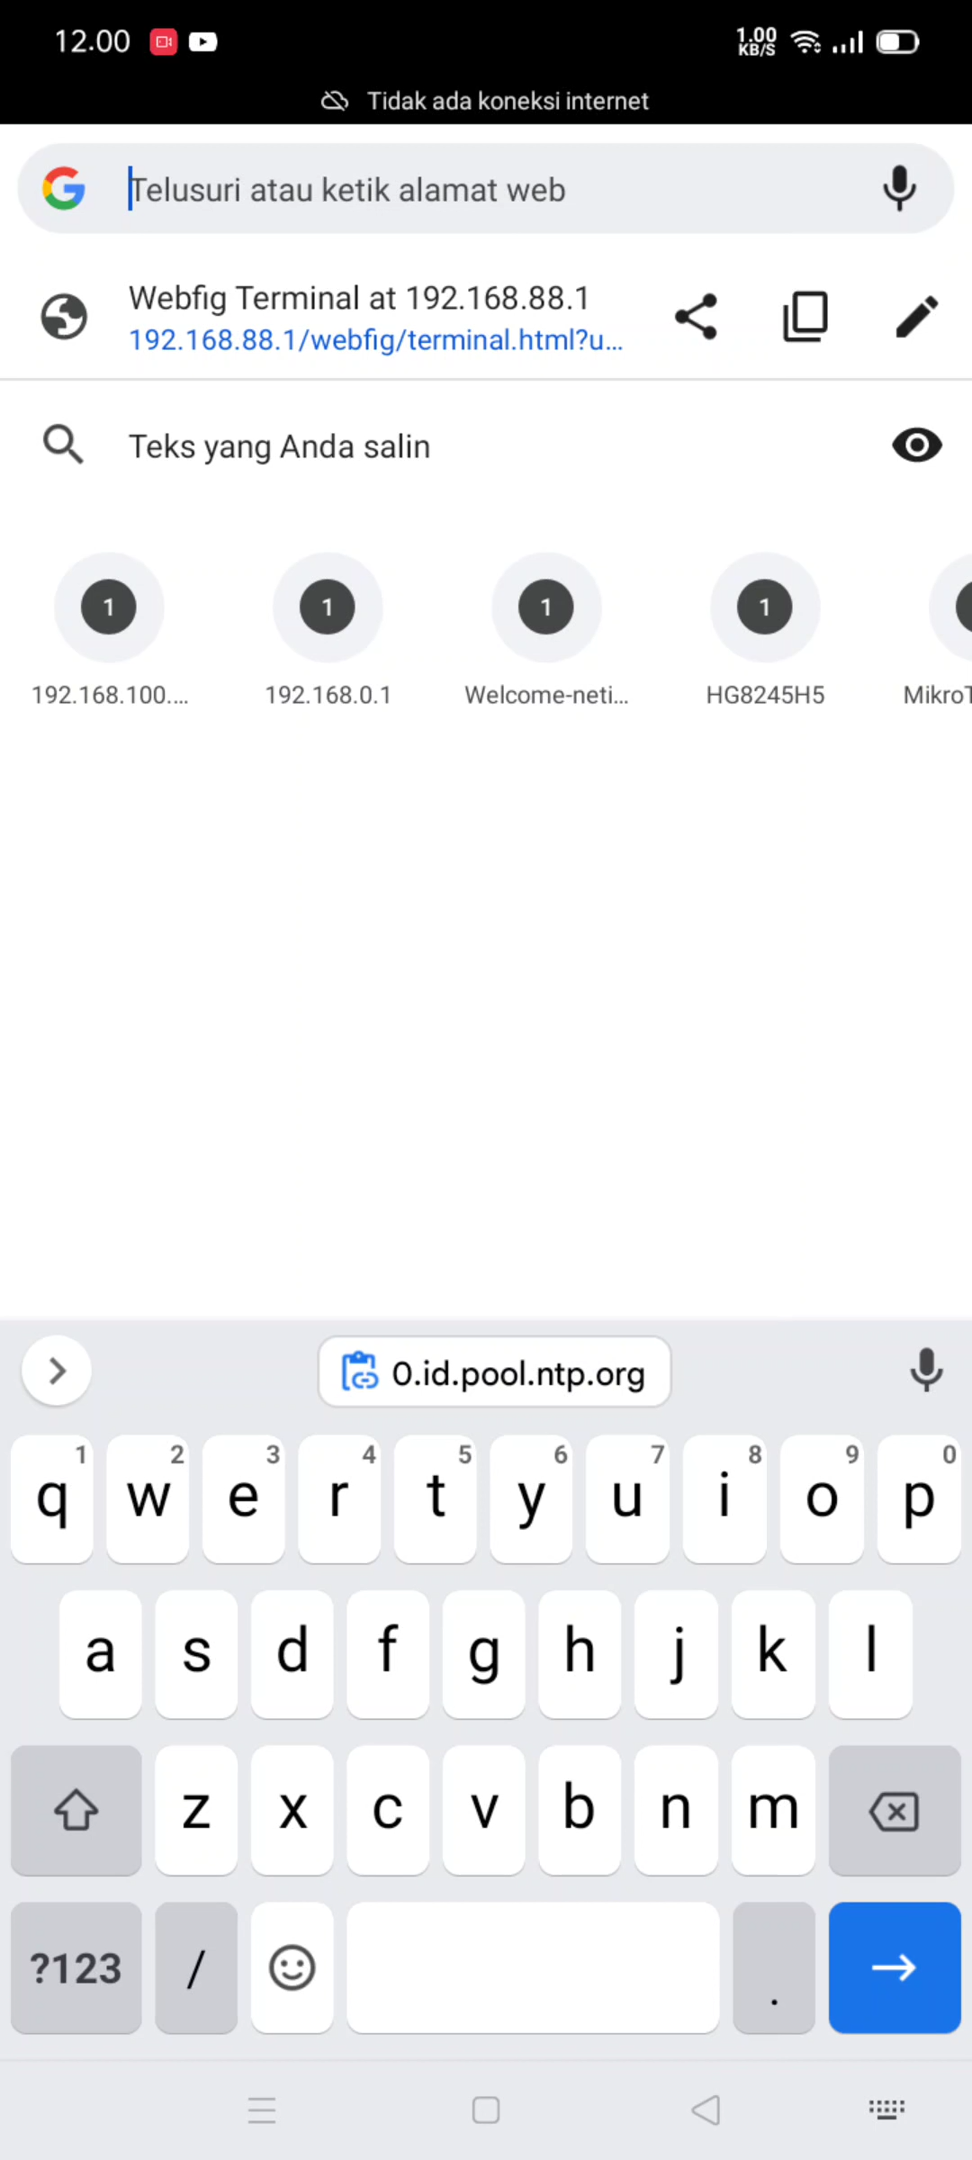 12.00
1.00
KB/S
Tidak ada koneksi internet
Telusuri atau ketik alamat web
Webfig Terminal at 192.168.88.1
192.168.88.1/webfig/terminal.html?u...
Teks yang Anda salin
1 1 1 1
192.168.100.... 192.168.0.1 Welcome-neti... HG8245H5 MikroT
0.id.pool.ntp.org
1 2 3 4 5 6 7 8 9 0
q w e r t y u i o p
a s d f g h j k l
z x c v b n m
?123 / .